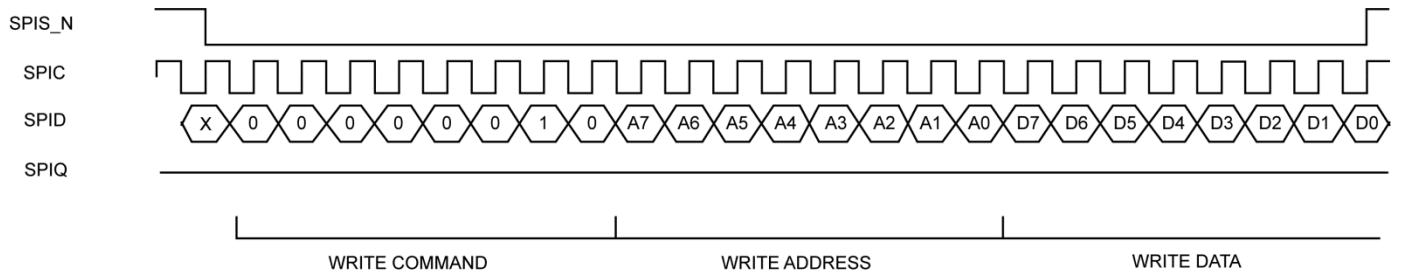 SPIS_N
SPIC
SPID X 0 0 0 0 0 0 1 0 A7 A6 A5 A4 A3 A2 A1 A0 D7 D6 D5 D4 D3 D2 D1 D0
SPIQ
WRITE COMMAND WRITE ADDRESS WRITE DATA